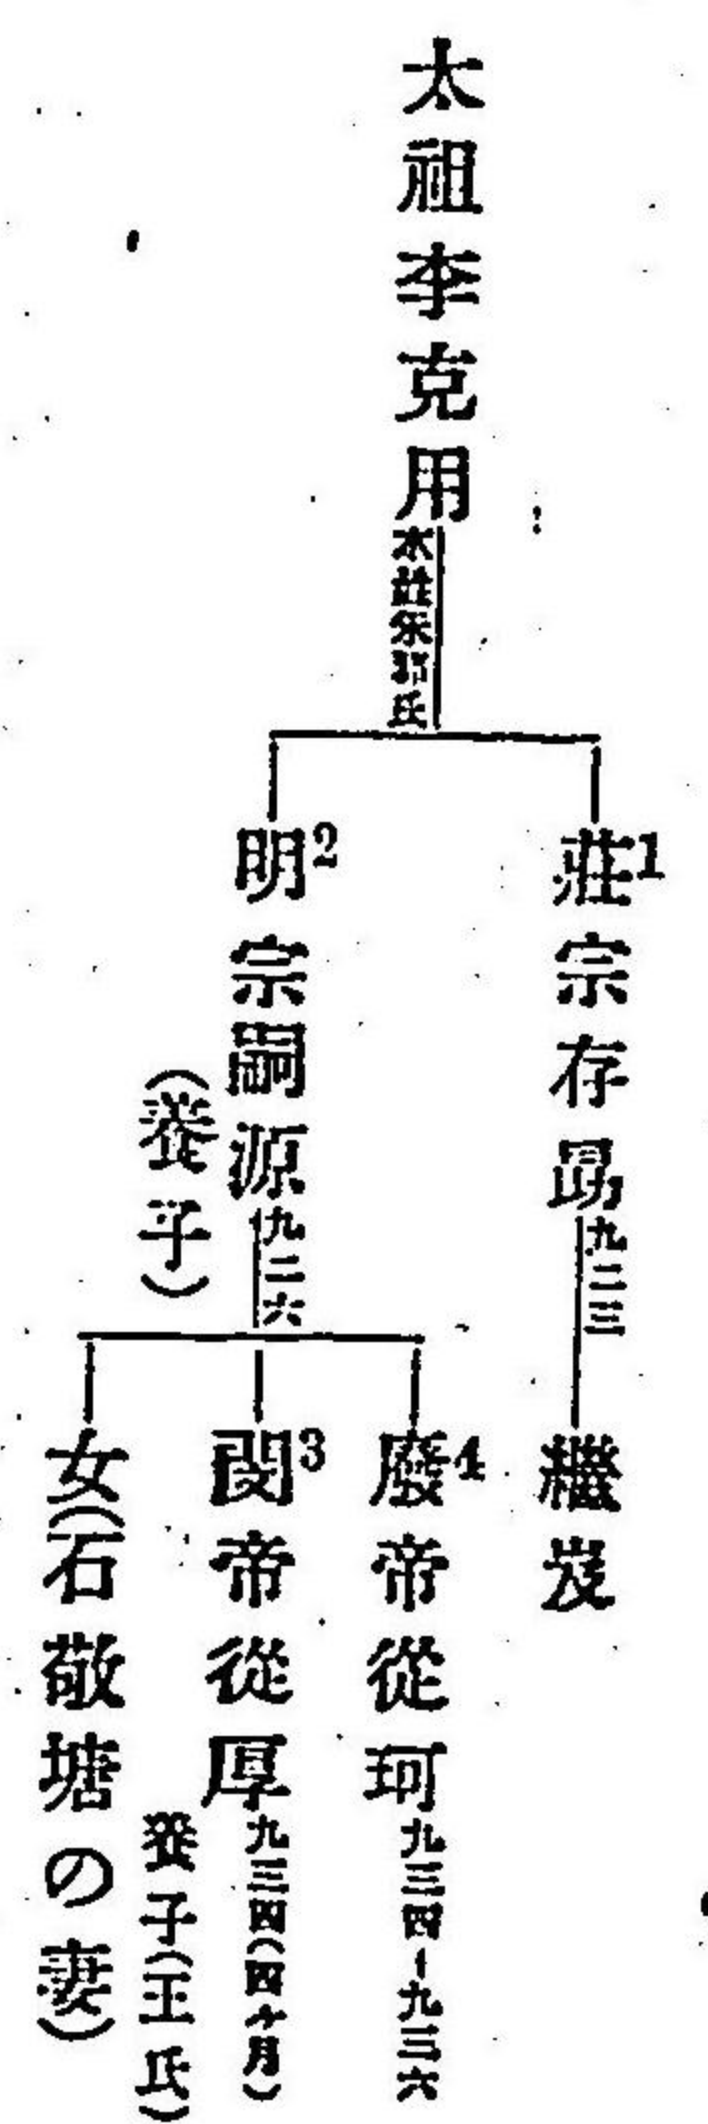 太祖李克用
本姓朱邪氏
莊1宗存勗
九二三
繼岌
明2宗嗣源
(養子)
九二六
廢4帝從珂
九三四-九三六
閔3帝從厚
九三四(四ヶ月)
養子(王氏)
女(石敬塘の妻)